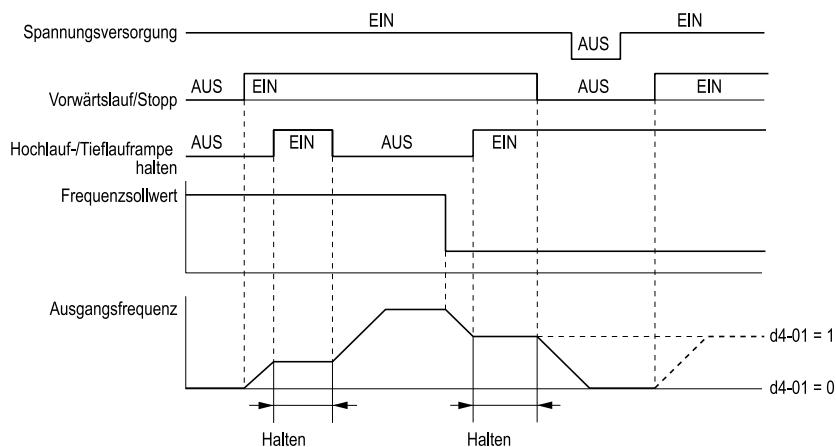 EIN
EIN
Spannungsversorgung
AUS
AUS
EIN
AUS
EIN
Vorwärtslauf/Stopp
AUS
EIN
AUS
EIN
Hochlauf-/Tieflauframpe
halten
Frequenzsollwert
Ausgangsfrequenz
d4-01 = 1
d4-01 = 0
Halten
Halten